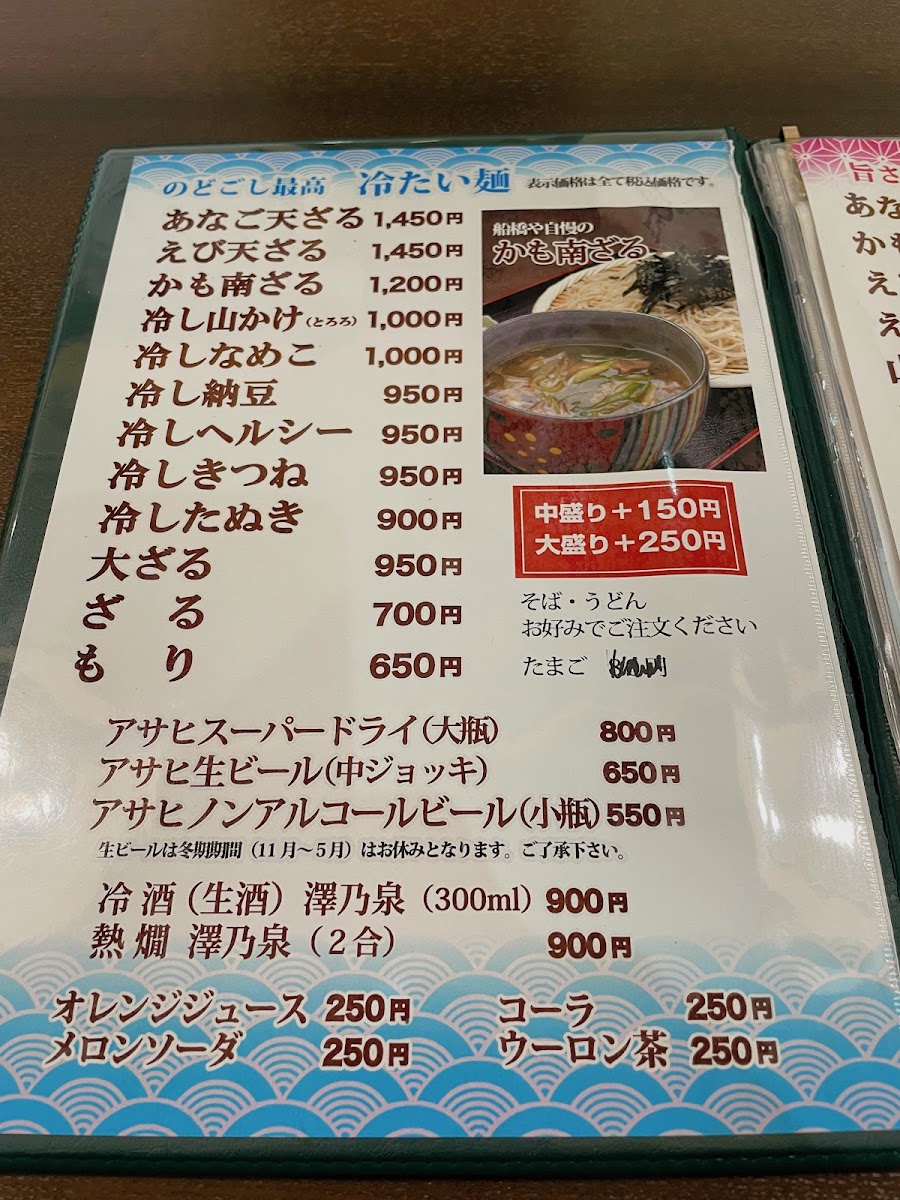 のどごし最高 冷たい麺 表示価格は全て税込価格です。
あなご天ざる 1,450円
えび天ざる 1,450円
かも南ざる 1,200円
冷し山かけ(とろろ) 1,000円
冷しなめこ 1,000円
冷し納豆 950円
冷しヘルシー 950円
冷しきつね 950円
冷したぬき 900円
大ざる 950円
ざる 700円
もり 650円
船橋や自慢の
かも南ざる
中盛り+150円
大盛り+250円
そば・うどん
お好みでご注文ください
たまご
アサヒスーパードライ(大瓶) 800円
アサヒ生ビール(中ジョッキ) 650円
アサヒノンアルコールビール(小瓶) 550円
生ビールは冬期期間(11月~5月)はお休みとなります。ご了承下さい。
冷酒(生酒) 澤乃泉(300ml) 900円
熱燗 澤乃泉(2合) 900円
オレンジジュース 250円 コーラ 250円
メロンソーダ 250円 ウーロン茶 250円
旨さ
あな
かも
え
え
山